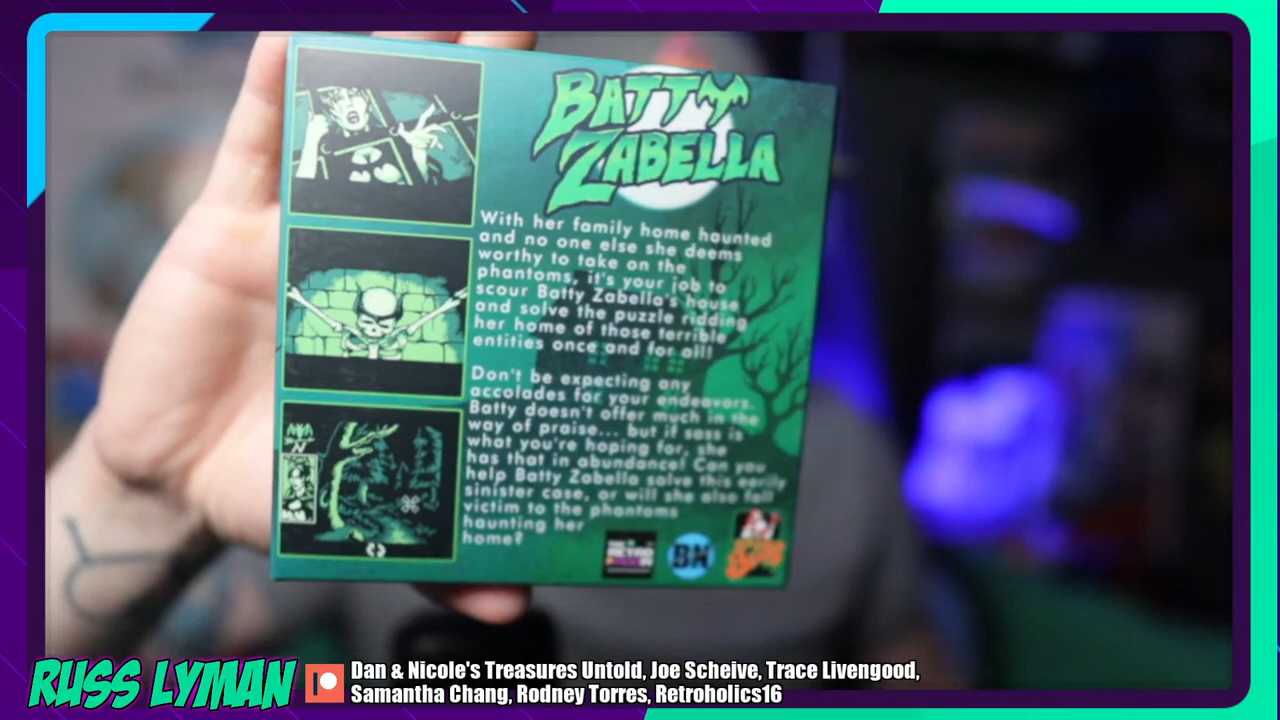 BATTY
ZABELLA
With her family home haunted
and no one else she deems
worthy to take on the
phantoms, it's your job to
scour Batty Zabella's house
and solve the puzzle ridding
her home of those terrible
entities once and for all!
Don't be expecting any
accolades for your endeavors.
Batty doesn't offer much in the
way of praise... but if sass is
what you're hoping for, she
has that in abundance! Can you
help Batty Zabella solve this eerily
sinister case, or will she also fall
victim to the phantoms
haunting her
home?
N
THE
RETRO
BN
RUSS LYMAN
Dan & Nicole's Treasures Untold, Joe Scheive, Trace Livengood,
Samantha Chang, Rodney Torres, Retroholics16